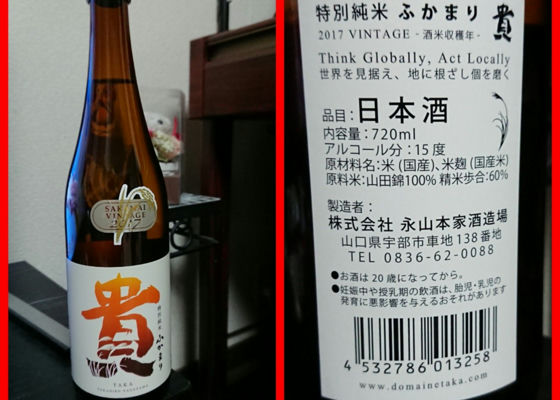 SAKEMAI
VINTAGE
2017
貴
特別純米
ふかまり
TAKA
特別純米 ふかまり 貴
2017 VINTAGE - 酒米収穫年 -
Think Globally, Act Locally
世界を見据え、地に根ざし個を磨く
品目：日本酒
内容量：720ml
アルコール分：15度
原材料名：米(国産)、米麹(国産米)
原料米：山田錦100% 精米歩合：60%
製造者：
株式会社 永山本家酒造場
山口県宇部市車地138番地
TEL 0836-62-0088
●お酒は20歳になってから。
●妊娠中や授乳期の飲酒は、胎児・乳児の
発育に悪影響を与えるおそれがあります
4 532786 013258
www.domainetaka.com